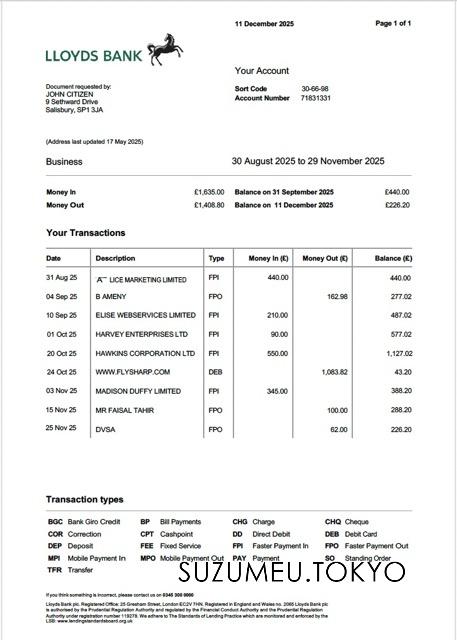 11 December 2025 Page 1 of 1
LLOYDS BANK
Your Account
Document requested by:
JOHN CITIZEN
9 Sethward Drive
Salisbury, SP1 3JA
Sort Code 30-66-98
Account Number 71831331
(Address last updated 17 May 2025)
Business 30 August 2025 to 29 November 2025
Money In £1,635.00 Balance on 31 September 2025 £440.00
Money Out £1,408.80 Balance on 11 December 2025 £226.20
Your Transactions
Date Description Type Money In (£) Money Out (£) Balance (£)
31 Aug 25 A LICE MARKETING LIMITED FPI 440.00 440.00
04 Sep 25 B AMENY FPO 162.98 277.02
10 Sep 25 ELISE WEBSERVICES LIMITED FPI 210.00 487.02
01 Oct 25 HARVEY ENTERPRISES LTD FPI 90.00 577.02
20 Oct 25 HAWKINS CORPORATION LTD FPI 550.00 1,127.02
24 Oct 25 WWW.FLYSHARP.COM DEB 1,083.82 43.20
03 Nov 25 MADISON DUFFY LIMITED FPI 345.00 388.20
15 Nov 25 MR FAISAL TAHIR FPO 100.00 288.20
25 Nov 25 DVSA FPO 62.00 226.20
Transaction types
BGC Bank Giro Credit BP Bill Payments CHG Charge CHQ Cheque
COR Correction CPT Cashpoint DD Direct Debit DEB Debit Card
DEP Deposit FEE Fixed Service FPI Faster Payment In FPO Faster Payment Out
MPI Mobile Payment In MPO Mobile Payment Out PAY Payment SO Standing Order
TFR Transfer
SUZUMEU.TOKYO
If you think something is incorrect, please contact us on 0345 300 0000
Lloyds Bank plc. Registered Office: 25 Gresham Street, London EC2V 7HN. Registered in England and Wales no. 2065 Lloyds Bank plc
is authorised by the Prudential Regulation Authority and regulated by the Financial Conduct Authority and the Prudential Regulation
Authority under registration number 119278. We adhere to The Standards of Lending Practice which are monitored and enforced by the
LSB: www.lendingstandardsboard.org.uk